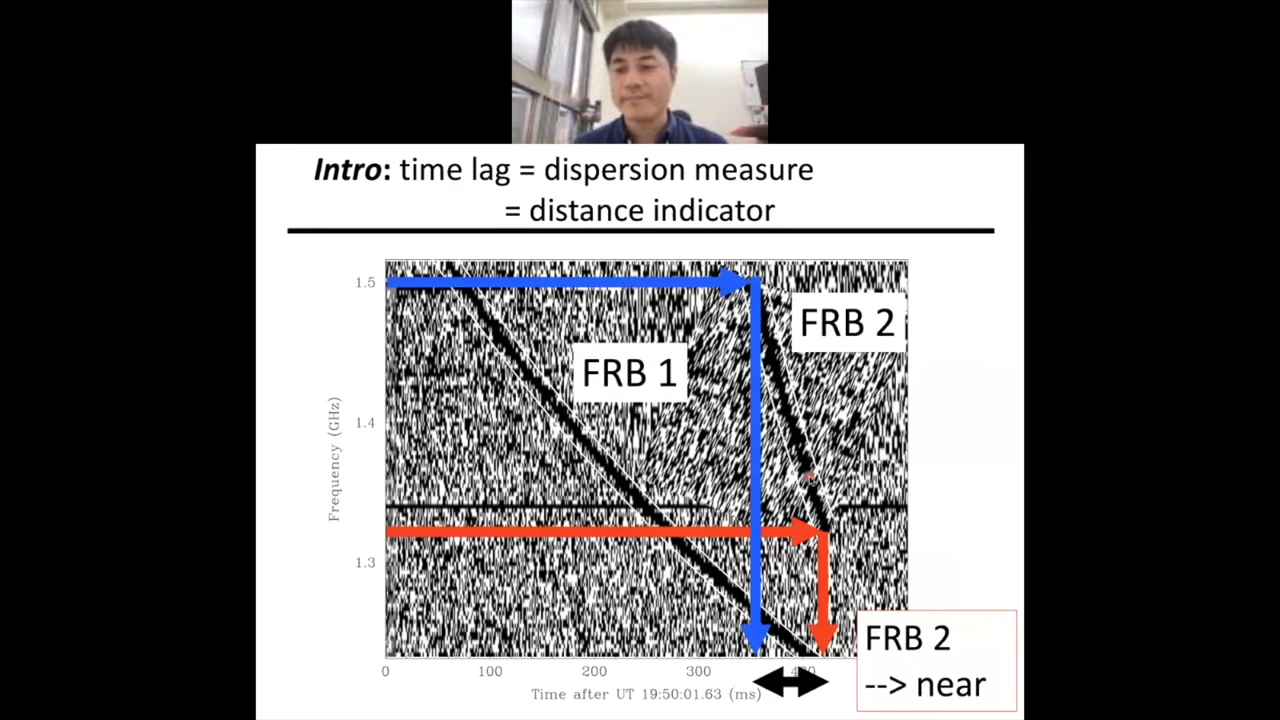 Intro: time lag = dispersion measure
= distance indicator
1.5
FRB 2
FRB 1
1.4
Frequency (GHz)
1.3
FRB 2
--> near
0 100 200 300
Time after UT 19:50:01.63 (ms)